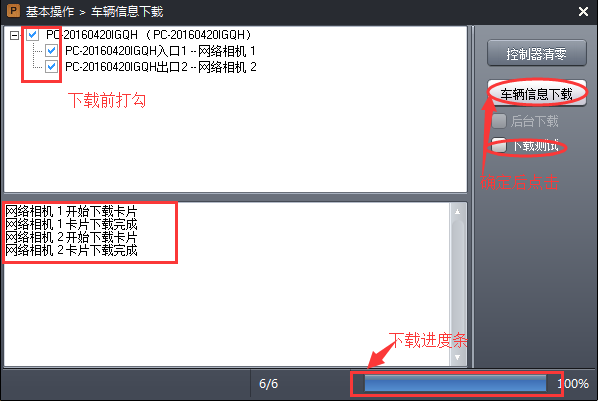 P 基本操作 > 车辆信息下载
PC-20160420IGQH （PC-20160420IGQH）
PC-20160420IGQH入口1 -- 网络相机 1
PC-20160420IGQH出口2 -- 网络相机 2
下载前打勾
控制器清零
车辆信息下载
后台下载
下载测试
网络相机 1 开始下载卡片
网络相机 1 卡片下载完成
网络相机 2 开始下载卡片
网络相机 2 卡片下载完成
下载进度条
6/6
100%